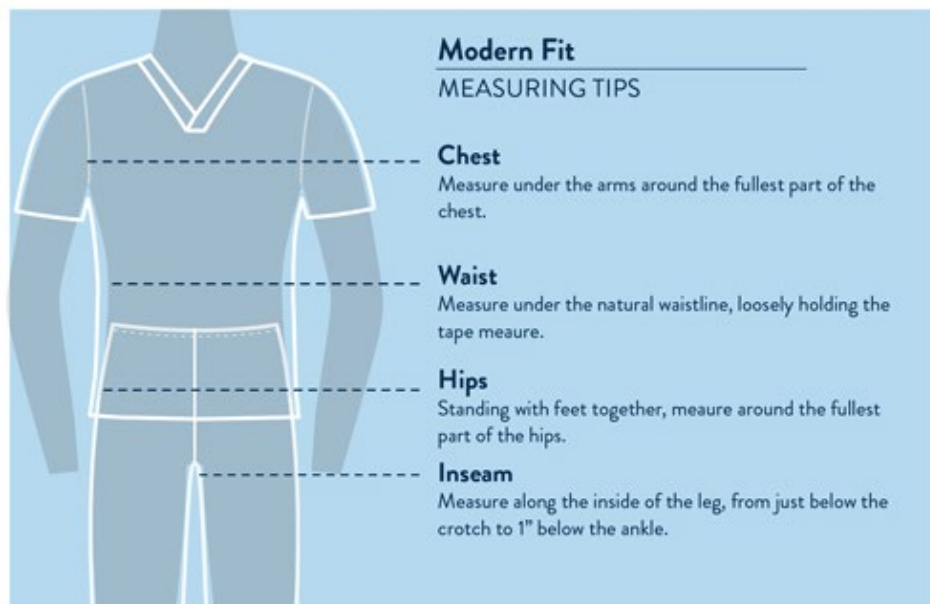 Modern Fit
MEASURING TIPS
Chest
Measure under the arms around the fullest part of the
chest.
Waist
Measure under the natural waistline, loosely holding the
tape meaure.
Hips
Standing with feet together, meaure around the fullest
part of the hips.
Inseam
Measure along the inside of the leg, from just below the
crotch to 1” below the ankle.